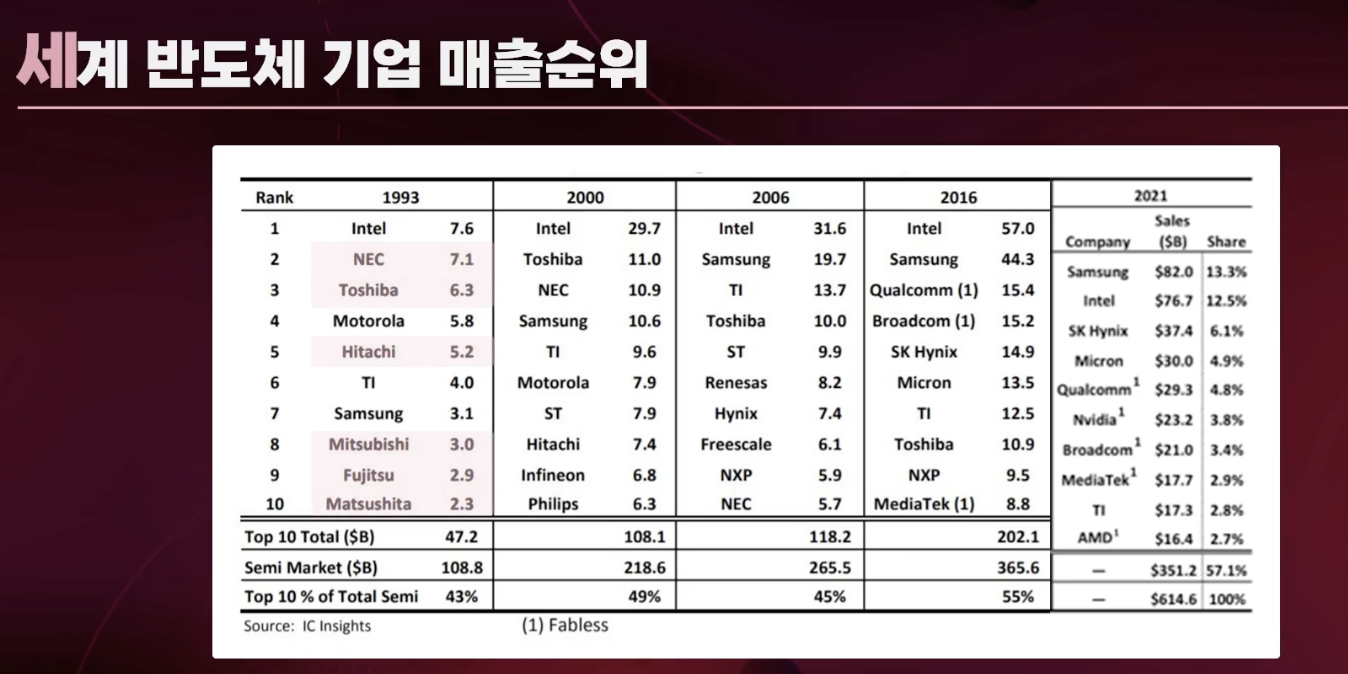 세계 반도체 기업 매출순위
Rank 1993 2000 2006 2016 2021
Company Sales ($B) Share
1 Intel 7.6 Intel 29.7 Intel 31.6 Intel 57.0 Samsung $82.0 13.3%
2 NEC 7.1 Toshiba 11.0 Samsung 19.7 Samsung 44.3 Intel $76.7 12.5%
3 Toshiba 6.3 NEC 10.9 TI 13.7 Qualcomm (1) 15.4 SK Hynix $37.4 6.1%
4 Motorola 5.8 Samsung 10.6 Toshiba 10.0 Broadcom (1) 15.2 Micron $30.0 4.9%
5 Hitachi 5.2 TI 9.6 ST 9.9 SK Hynix 14.9 Qualcomm¹ $29.3 4.8%
6 TI 4.0 Motorola 7.9 Renesas 8.2 Micron 13.5 Nvidia¹ $23.2 3.8%
7 Samsung 3.1 ST 7.9 Hynix 7.4 TI 12.5 Broadcom¹ $21.0 3.4%
8 Mitsubishi 3.0 Hitachi 7.4 Freescale 6.1 Toshiba 10.9 MediaTek¹ $17.7 2.9%
9 Fujitsu 2.9 Infineon 6.8 NXP 5.9 NXP 9.5 TI $17.3 2.8%
10 Matsushita 2.3 Philips 6.3 NEC 5.7 MediaTek (1) 8.8 AMD¹ $16.4 2.7%
Top 10 Total ($B) 47.2 108.1 118.2 202.1 — $351.2 57.1%
Semi Market ($B) 108.8 218.6 265.5 365.6 — $614.6 100%
Top 10 % of Total Semi 43% 49% 45% 55%
Source: IC Insights (1) Fabless